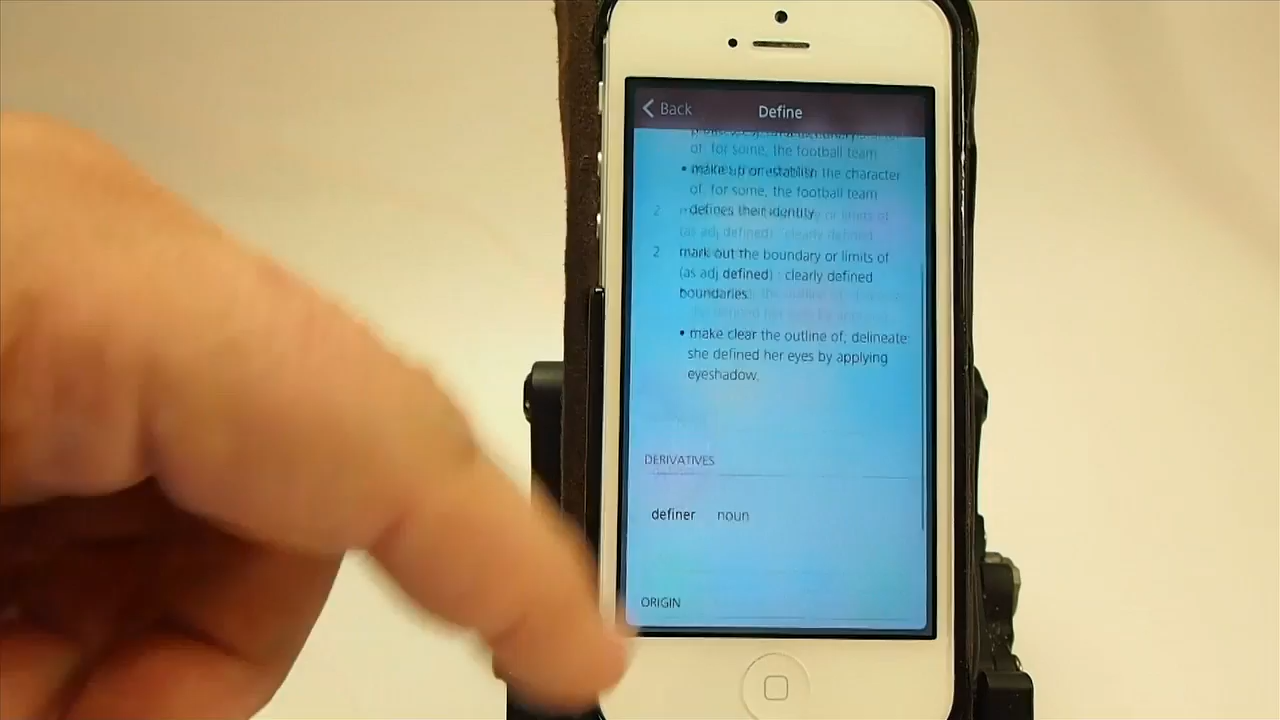 Back
Define
of. for some, the football team
• make up or establish the character
of. for some, the football team
defines their identity
2 mark out the boundary or limits of
(as adj defined) : clearly defined
boundaries.
• make clear the outline of, delineate
she defined her eyes by applying
eyeshadow.
DERIVATIVES
definer noun
ORIGIN